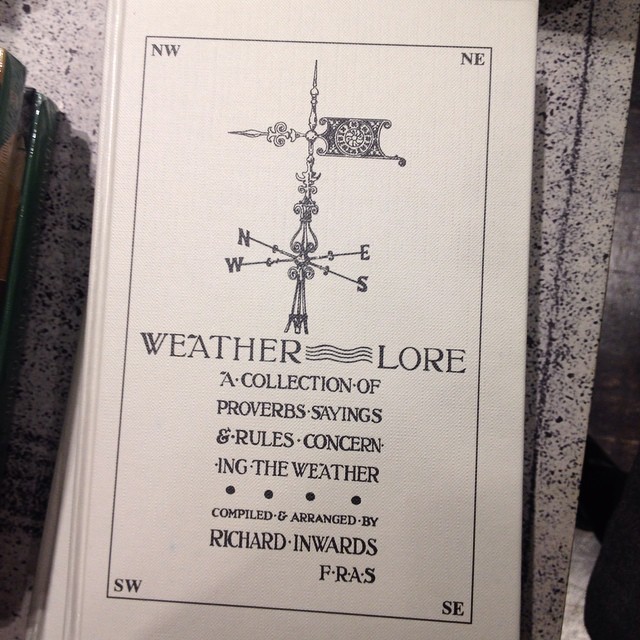 NW NE
N E
W S
WEATHER LORE
A·COLLECTION·OF
PROVERBS·SAYINGS
&·RULES·CONCERN·
·ING·THE·WEATHER
COMPILED·&·ARRANGED·BY
RICHARD·INWARDS
F·R·A·S
SW SE